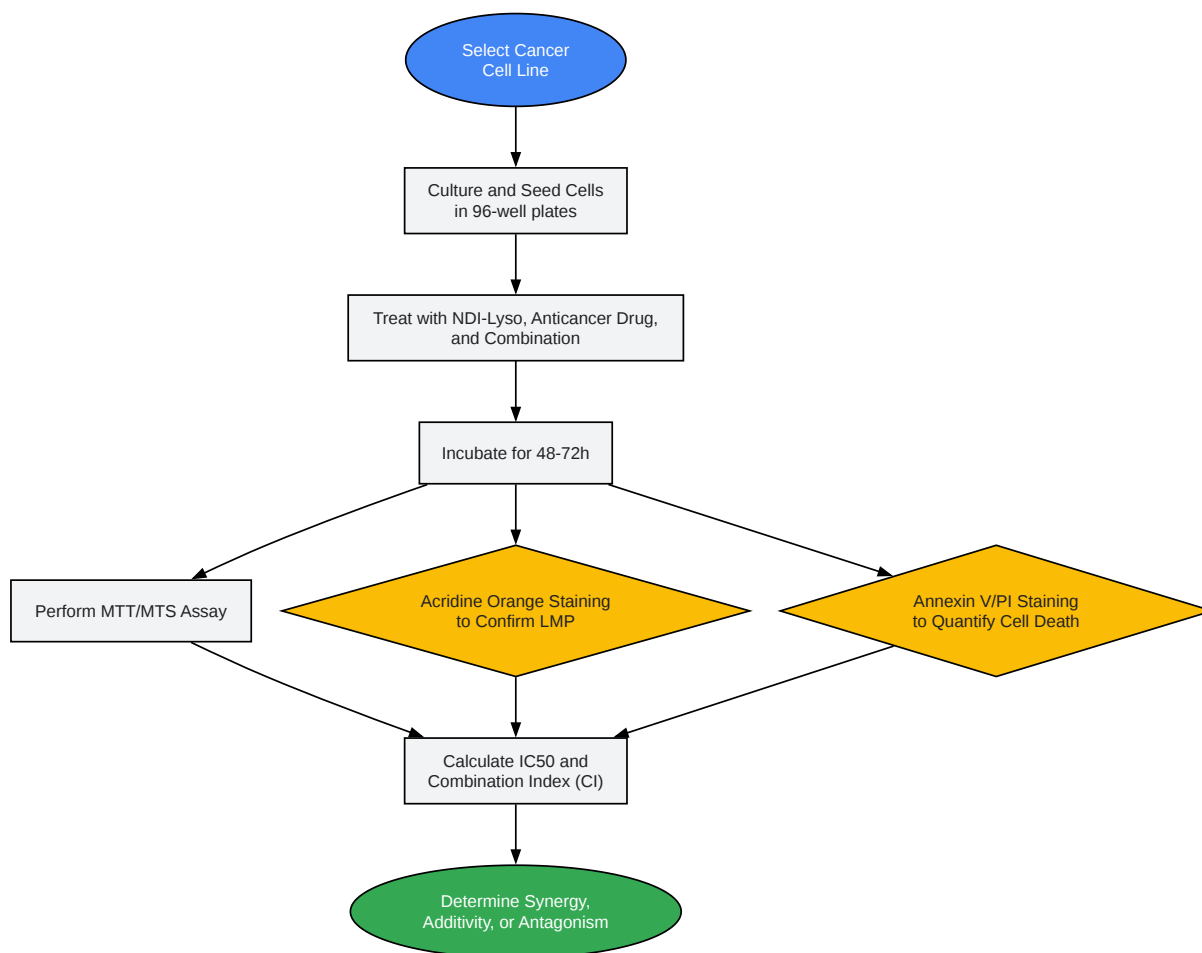 Select Cancer
Cell Line
Culture and Seed Cells
in 96-well plates
Treat with NDI-Lyso, Anticancer Drug,
and Combination
Incubate for 48-72h
Perform MTT/MTS Assay
Acridine Orange Staining
to Confirm LMP
Annexin V/PI Staining
to Quantify Cell Death
Calculate IC50 and
Combination Index (CI)
Determine Synergy,
Additivity, or Antagonism